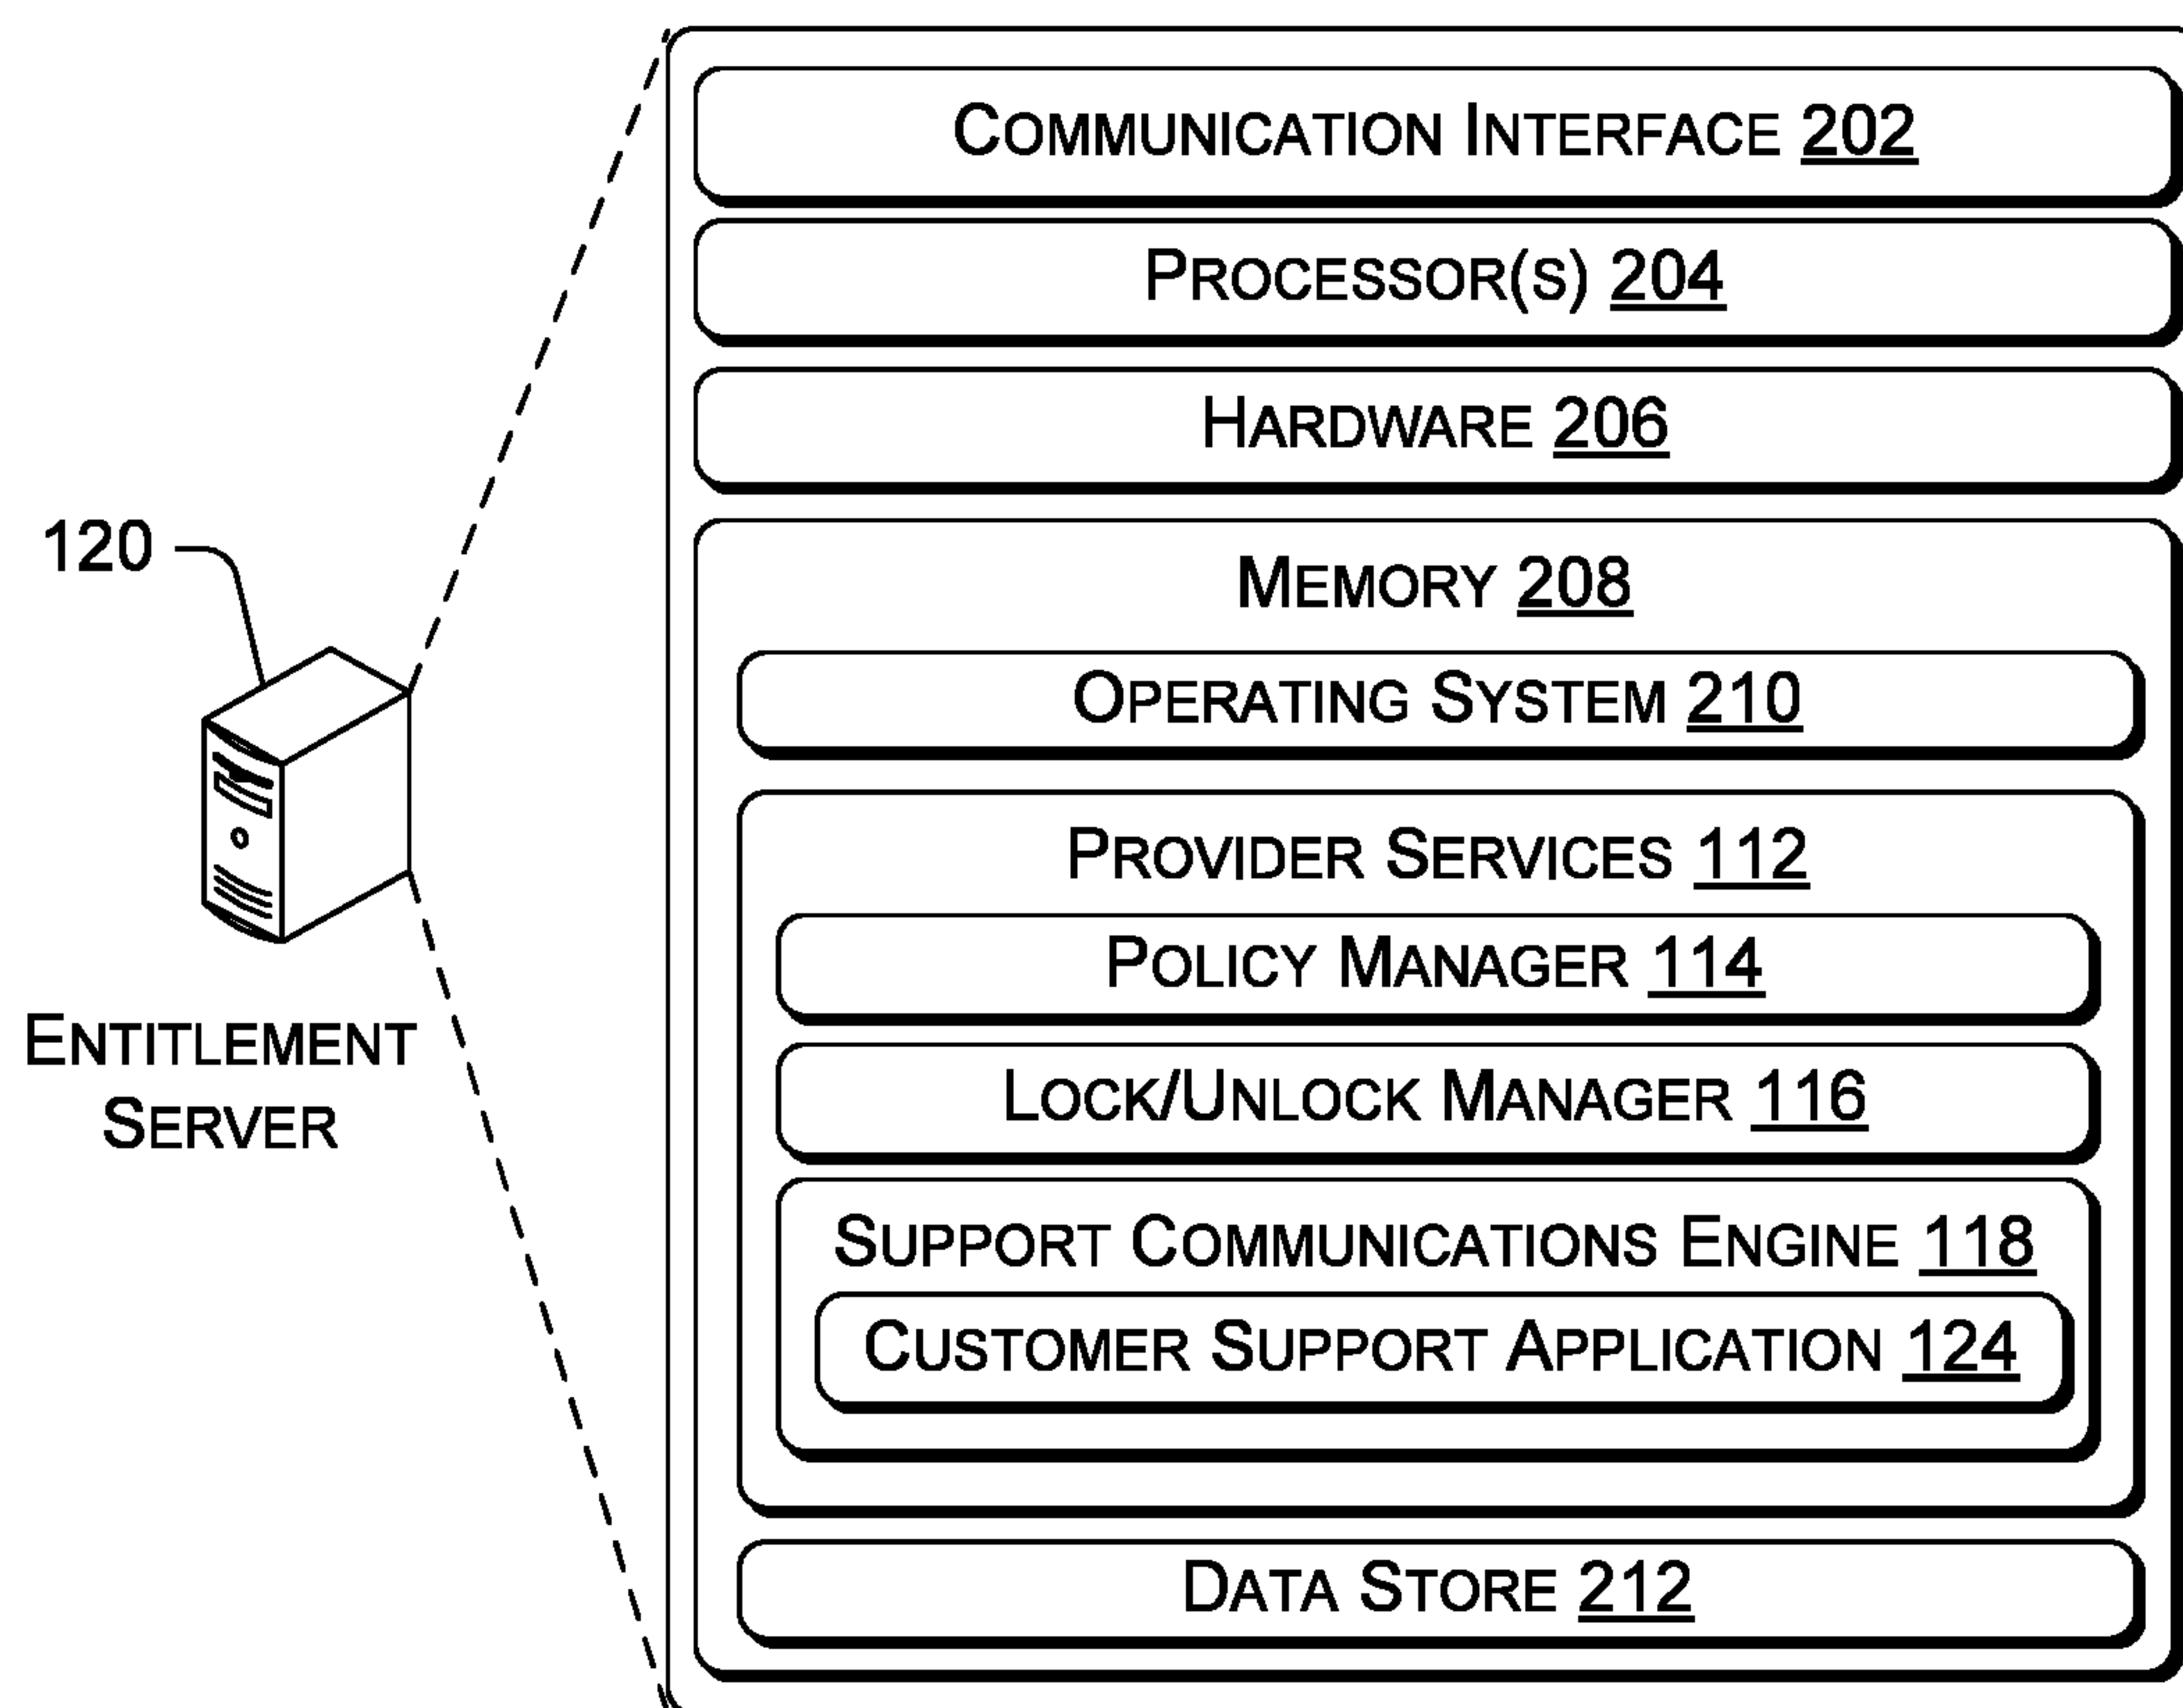 COMMUNICATION INTERFACE 202
PROCESSOR(S) 204
HARDWARE 206
120
MEMORY 208
OPERATING SYSTEM 210
PROVIDER SERVICES 112
POLICY MANAGER 114
ENTITLEMENT
SERVER
LOCK/UNLOCK MANAGER 116
SUPPORT COMMUNICATIONS ENGINE 118
CUSTOMER SUPPORT APPLICATION 124
DATA STORE 212